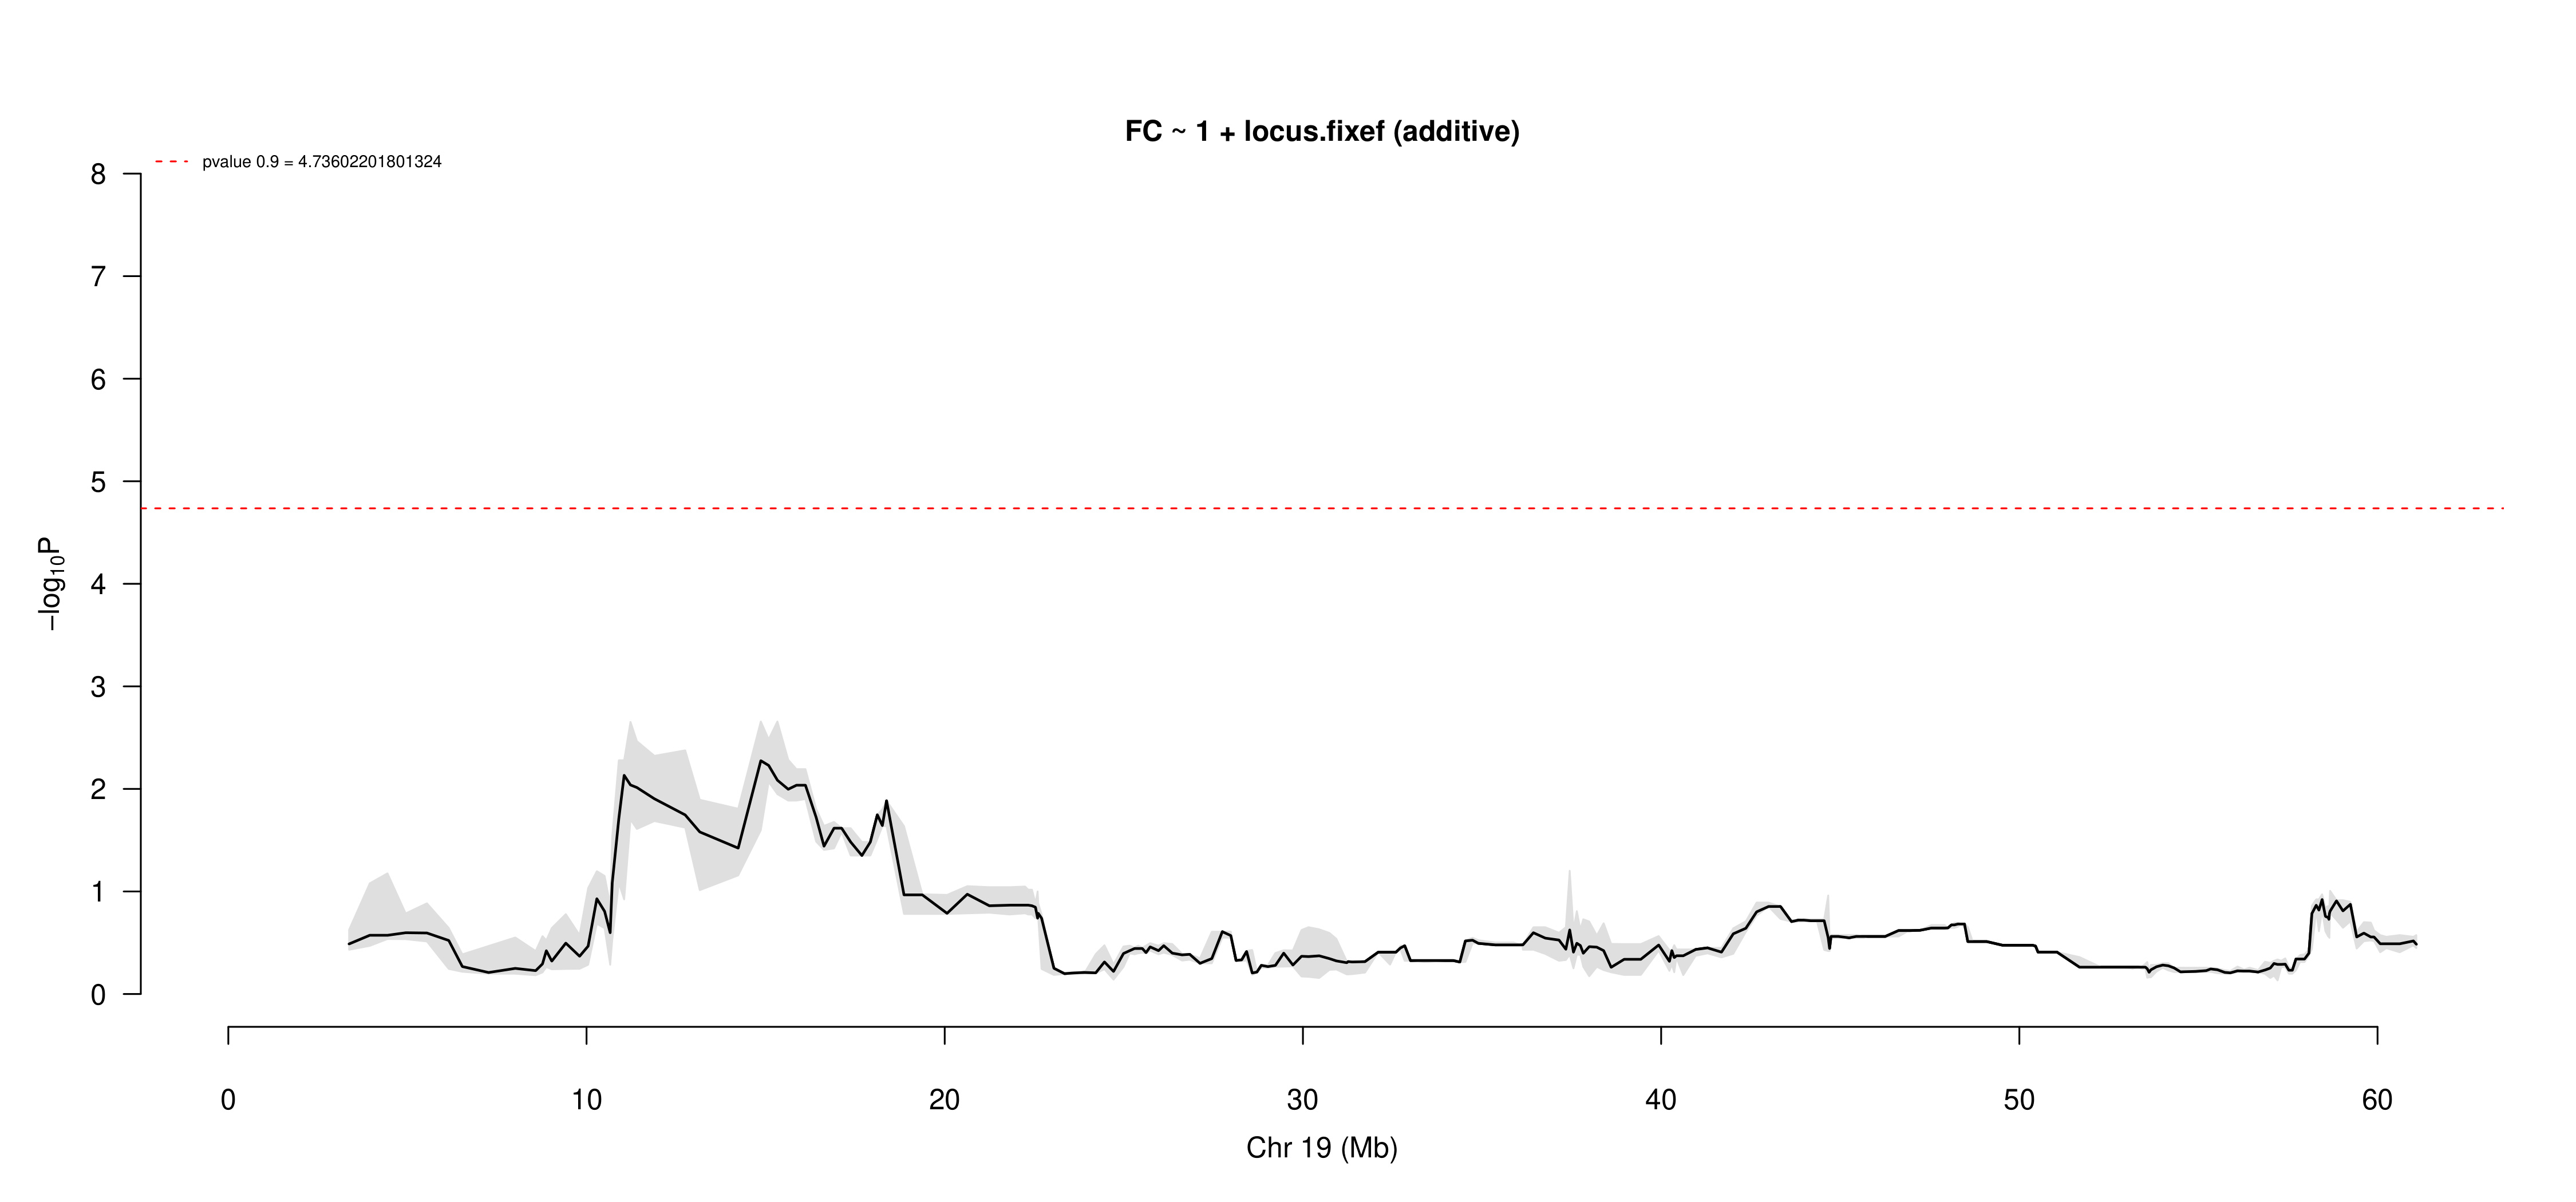 FC ~ 1 + locus.fixef (additive)
pvalue 0.9 = 4.73602201801324
8
7
6
5
4
3
2
1
0
−log₁₀P
0 10 20 30 40 50 60
Chr 19 (Mb)